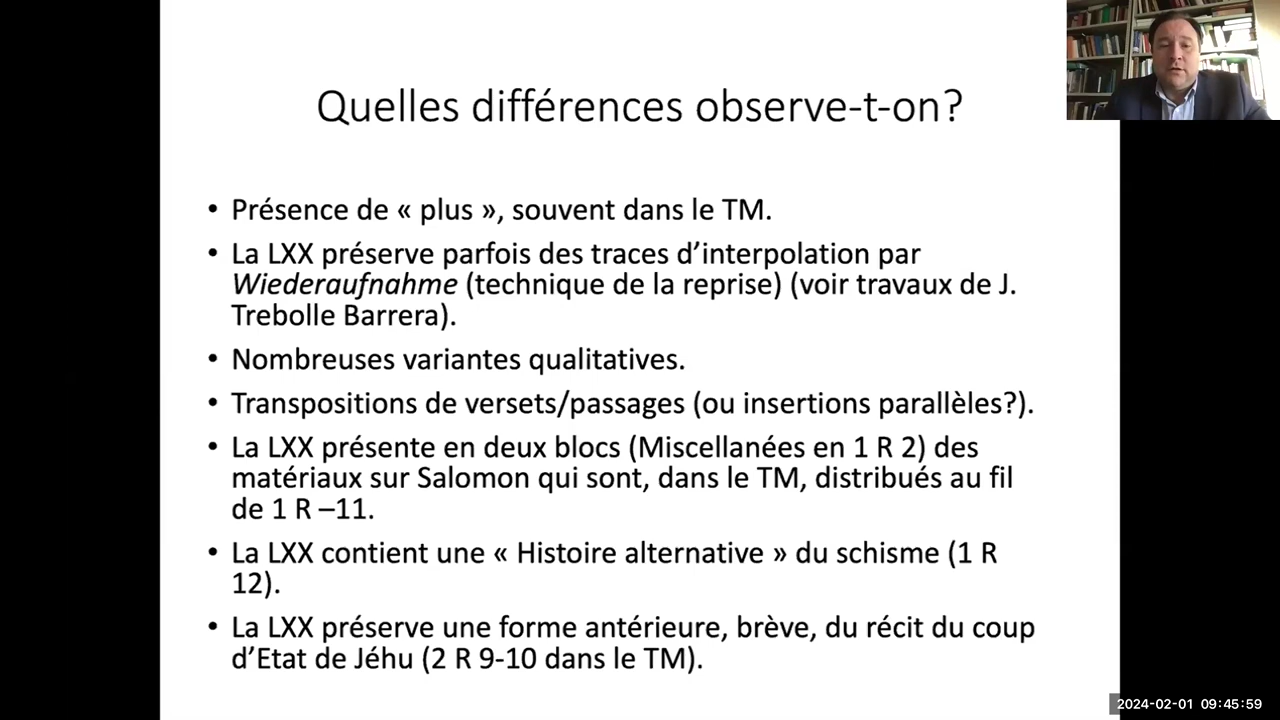 Quelles différences observe-t-on?
• Présence de « plus », souvent dans le TM.
• La LXX préserve parfois des traces d’interpolation par
Wiederaufnahme (technique de la reprise) (voir travaux de J.
Trebolle Barrera).
• Nombreuses variantes qualitatives.
• Transpositions de versets/passages (ou insertions parallèles?).
• La LXX présente en deux blocs (Miscellanées en 1 R 2) des
matériaux sur Salomon qui sont, dans le TM, distribués au fil
de 1 R –11.
• La LXX contient une « Histoire alternative » du schisme (1 R
12).
• La LXX préserve une forme antérieure, brève, du récit du coup
d’Etat de Jéhu (2 R 9-10 dans le TM).
2024-02-01 09:45:59